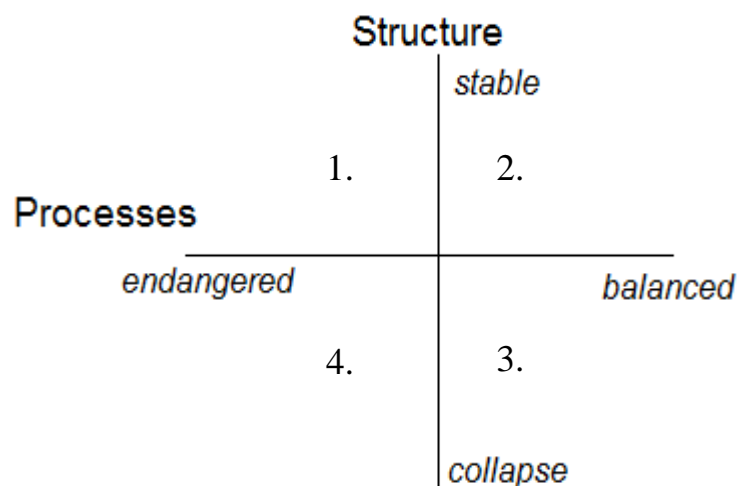 Structure
stable
1. 2.
Processes
endangered balanced
4. 3.
collapse